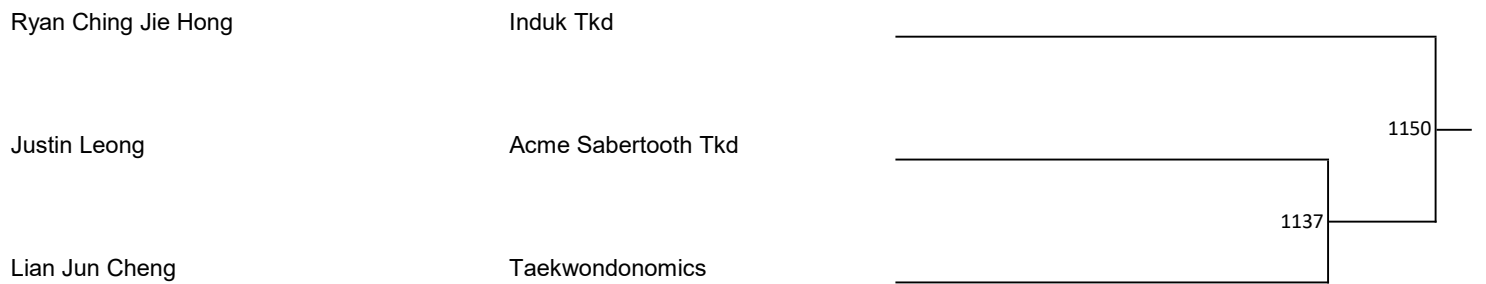 Ryan Ching Jie Hong Induk Tkd
1150
Justin Leong Acme Sabertooth Tkd
1137
Lian Jun Cheng Taekwondonomics